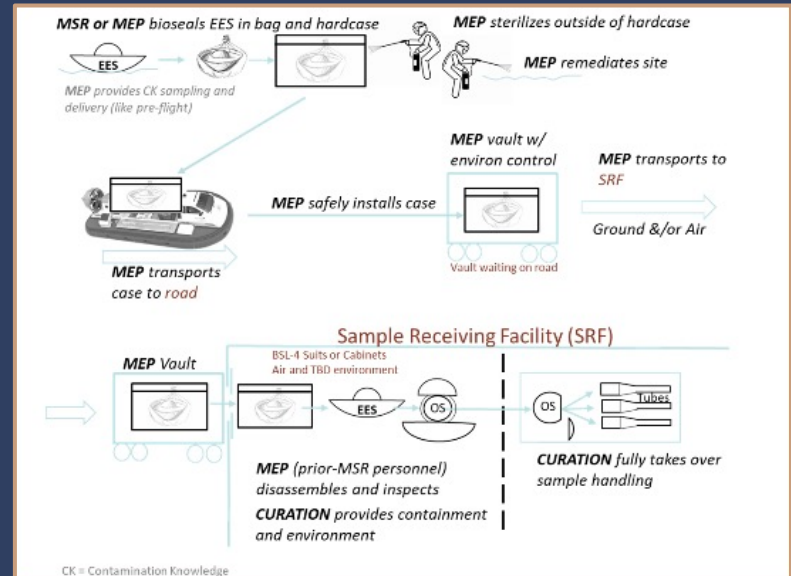 MSR or MEP bioseals EES in bag and hardcase
MEP sterilizes outside of hardcase
EES
MEP remediates site
MEP provides CK sampling and
delivery (like pre-flight)
MEP vault w/
environ control
MEP transports to
SRF
MEP safely installs case
Ground &/or Air
Vault waiting on road
MEP transports
case to road
Sample Receiving Facility (SRF)
MEP Vault
BSL-4 Suits or Cabinets
Air and TBD environment
EES
OS
OS
Tubes
MEP (prior-MSR personnel)
disassembles and inspects
CURATION provides containment
and environment
CURATION fully takes over
sample handling
CK = Contamination Knowledge